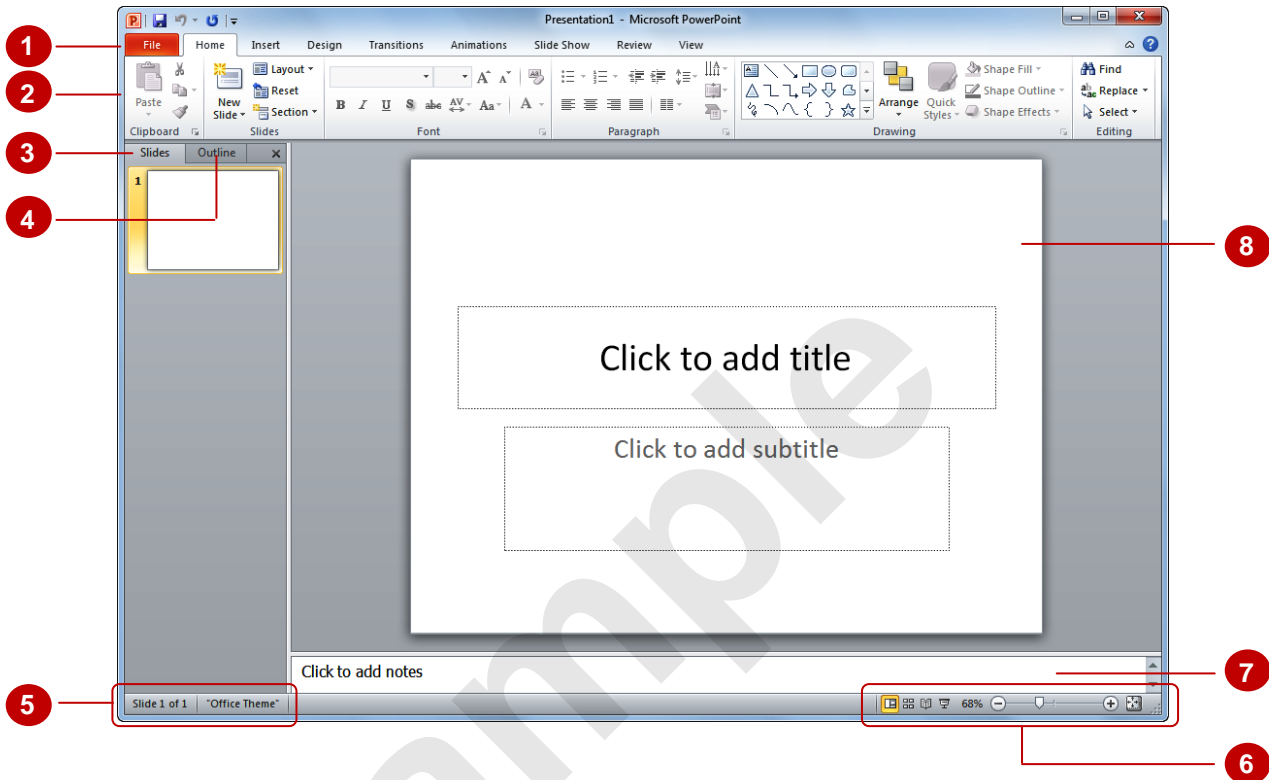 Presentation1 - Microsoft PowerPoint
File Home Insert Design Transitions Animations Slide Show Review View
1
2
Paste
New Slide
Layout
Reset
Section
A A
B I U S abc AV Aa A
Arrange
Quick Styles
Shape Fill
Shape Outline
Shape Effects
Find
Replace
Select
Clipboard Slides Font Paragraph Drawing Editing
3
Slides Outline
1
4
8
Click to add title
Click to add subtitle
Click to add notes
7
5
Slide 1 of 1 "Office Theme" 68%
6
ample